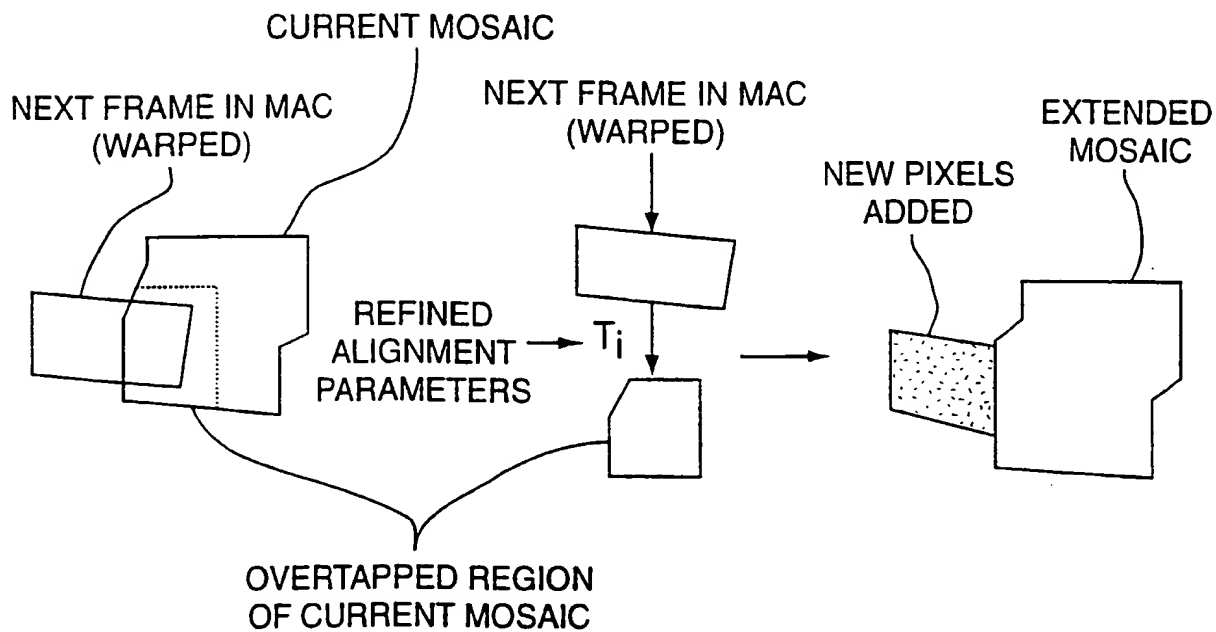 CURRENT MOSAIC
NEXT FRAME IN MAC
(WARPED)
NEXT FRAME IN MAC
(WARPED)
EXTENDED
MOSAIC
NEW PIXELS
ADDED
REFINED
ALIGNMENT
PARAMETERS
Ti
OVERTAPPED REGION
OF CURRENT MOSAIC